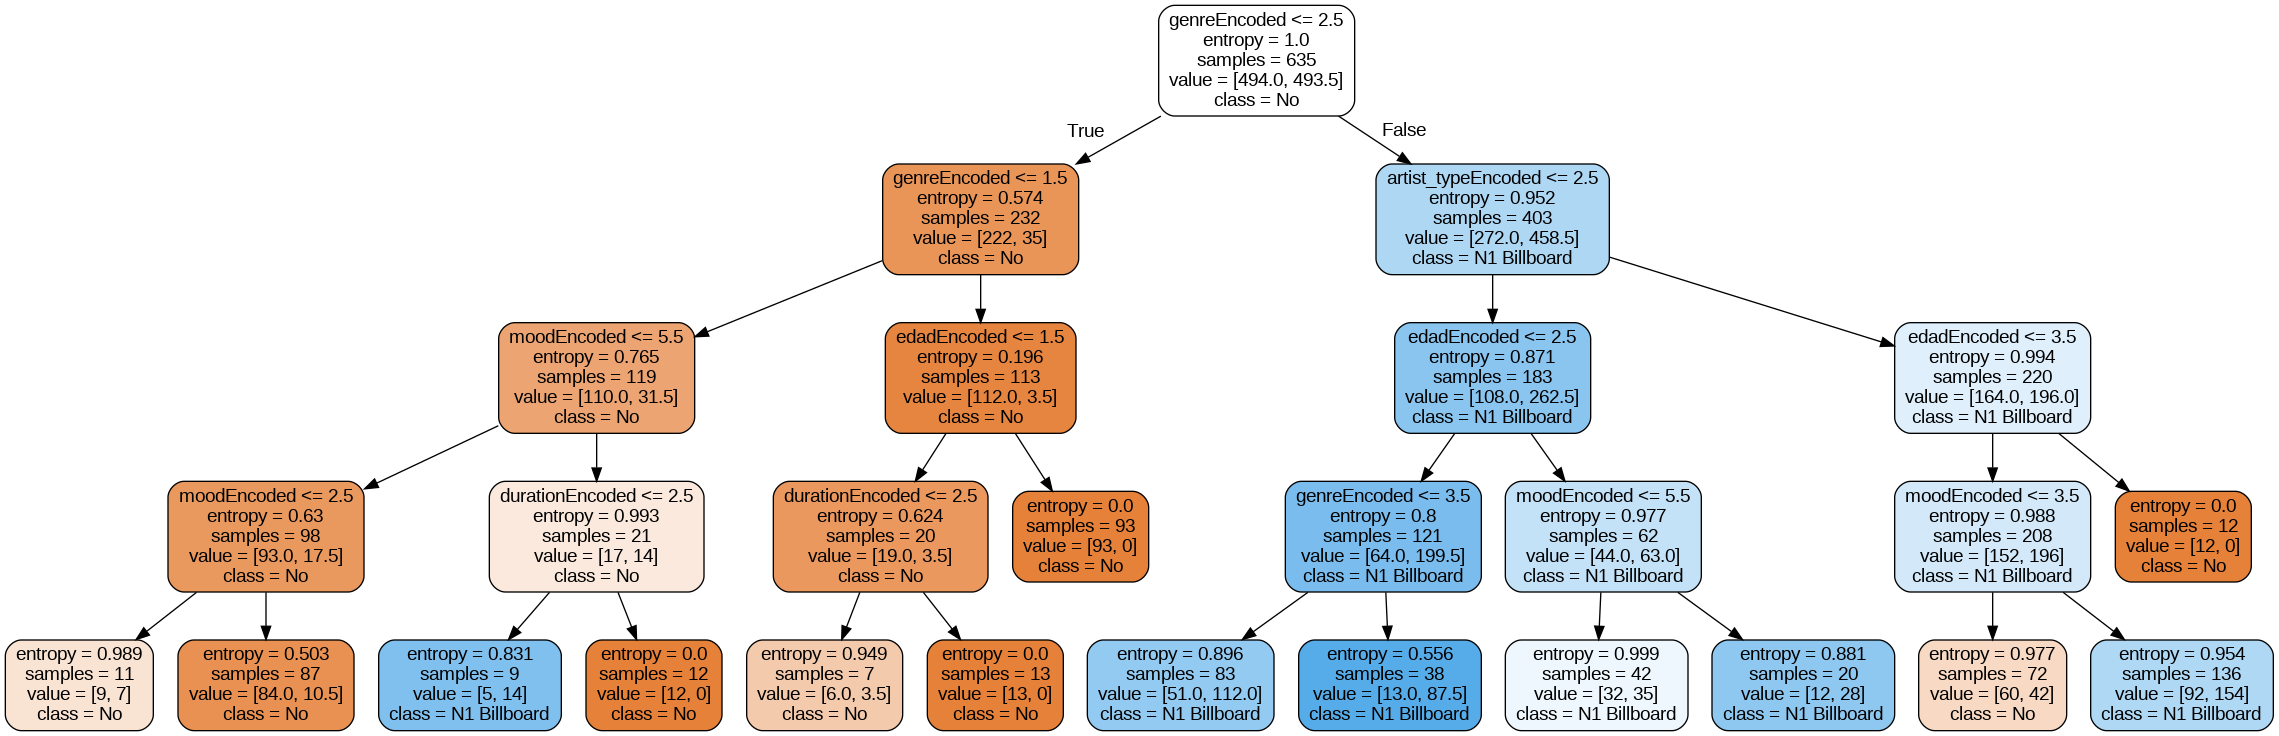 genreEncoded <= 2.5
entropy = 1.0
samples = 635
value = [494.0, 493.5]
class = No
True
False
genreEncoded <= 1.5
entropy = 0.574
samples = 232
value = [222, 35]
class = No
artist_typeEncoded <= 2.5
entropy = 0.952
samples = 403
value = [272.0, 458.5]
class = N1 Billboard
moodEncoded <= 5.5
entropy = 0.765
samples = 119
value = [110.0, 31.5]
class = No
edadEncoded <= 1.5
entropy = 0.196
samples = 113
value = [112.0, 3.5]
class = No
edadEncoded <= 2.5
entropy = 0.871
samples = 183
value = [108.0, 262.5]
class = N1 Billboard
edadEncoded <= 3.5
entropy = 0.994
samples = 220
value = [164.0, 196.0]
class = N1 Billboard
moodEncoded <= 2.5
entropy = 0.63
samples = 98
value = [93.0, 17.5]
class = No
durationEncoded <= 2.5
entropy = 0.993
samples = 21
value = [17, 14]
class = No
durationEncoded <= 2.5
entropy = 0.624
samples = 20
value = [19.0, 3.5]
class = No
entropy = 0.0
samples = 93
value = [93, 0]
class = No
genreEncoded <= 3.5
entropy = 0.8
samples = 121
value = [64.0, 199.5]
class = N1 Billboard
moodEncoded <= 5.5
entropy = 0.977
samples = 62
value = [44.0, 63.0]
class = N1 Billboard
moodEncoded <= 3.5
entropy = 0.988
samples = 208
value = [152, 196]
class = N1 Billboard
entropy = 0.0
samples = 12
value = [12, 0]
class = No
entropy = 0.989
samples = 11
value = [9, 7]
class = No
entropy = 0.503
samples = 87
value = [84.0, 10.5]
class = No
entropy = 0.831
samples = 9
value = [5, 14]
class = N1 Billboard
entropy = 0.0
samples = 12
value = [12, 0]
class = No
entropy = 0.949
samples = 7
value = [6.0, 3.5]
class = No
entropy = 0.0
samples = 13
value = [13, 0]
class = No
entropy = 0.896
samples = 83
value = [51.0, 112.0]
class = N1 Billboard
entropy = 0.556
samples = 38
value = [13.0, 87.5]
class = N1 Billboard
entropy = 0.999
samples = 42
value = [32, 35]
class = N1 Billboard
entropy = 0.881
samples = 20
value = [12, 28]
class = N1 Billboard
entropy = 0.977
samples = 72
value = [60, 42]
class = No
entropy = 0.954
samples = 136
value = [92, 154]
class = N1 Billboard